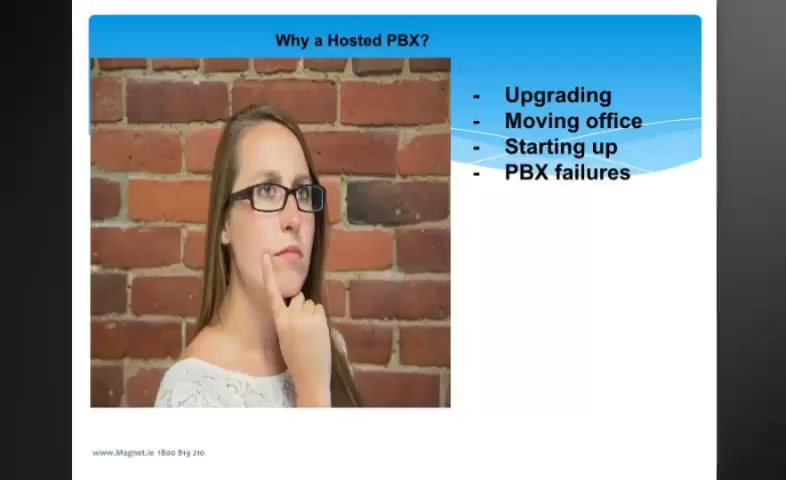 Why a Hosted PBX?
- Upgrading
- Moving office
- Starting up
- PBX failures
www.Magnet.ie 1800 819 210